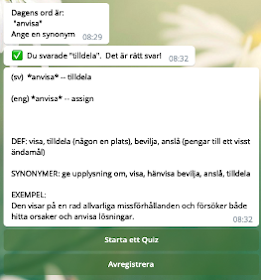 Dagens ord är:
"anvisa"
Ange en synonym 08:29
✅ Du svarade "tilldela". Det är rätt svar! 08:32
(sv) *anvisa* -- tilldela
(eng) *anvisa* -- assign
DEF: visa, tilldela (någon en plats), bevilja, anslå (pengar till ett visst
ändamål)
SYNONYMER: ge upplysning om, visa, hänvisa bevilja, anslå, tilldela
EXEMPEL:
Den visar på en rad allvarliga missförhållanden och försöker både
hitta orsaker och anvisa lösningar. 08:32
Starta ett Quiz
Avregistrera